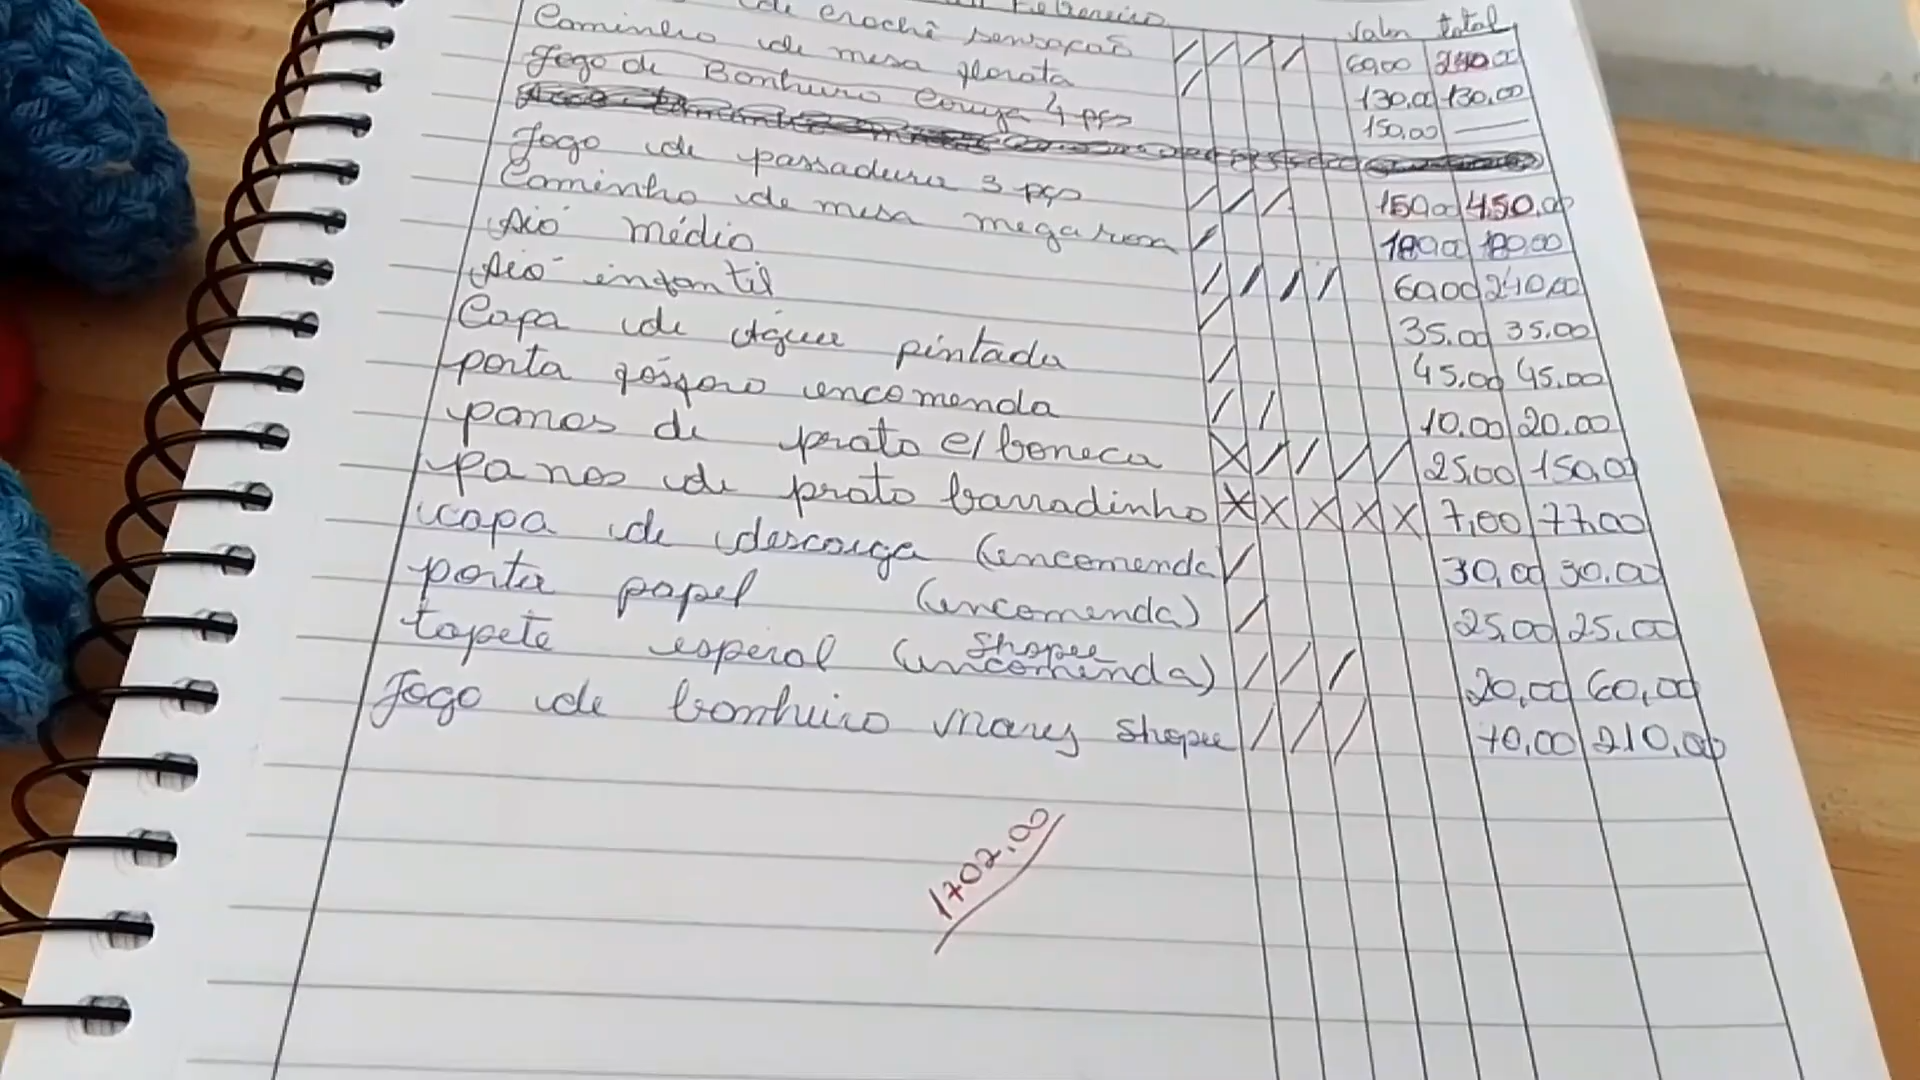 Fevereiro valor total
de crochê sensação 60,00 240,00
Caminho de mesa florata 130,00 130,00
Jogo de Banheiro Coruja 4 pçs 150,00 —
Jogo de passadeira 3 pçs 150,00 450,00
Caminho de mesa megarosa 180,00 180,00
Aió médio 60,00 240,00
Aió infantil 35.00 35.00
Capa de água pintada 45,00 45.00
porta fósforo encomenda 10.00 20.00
panos de prato c/boneca 25,00 150,00
panos de prato barradinho 7,00 77,00
capa de descarga (encomenda 30,00 30.00
porta papel (encomenda) 25,00 25,00
tapete esperal (encomenda) Shopee 20,00 60,00
Jogo de banheiro Mary Shopee 70,00 210,00
1702,00